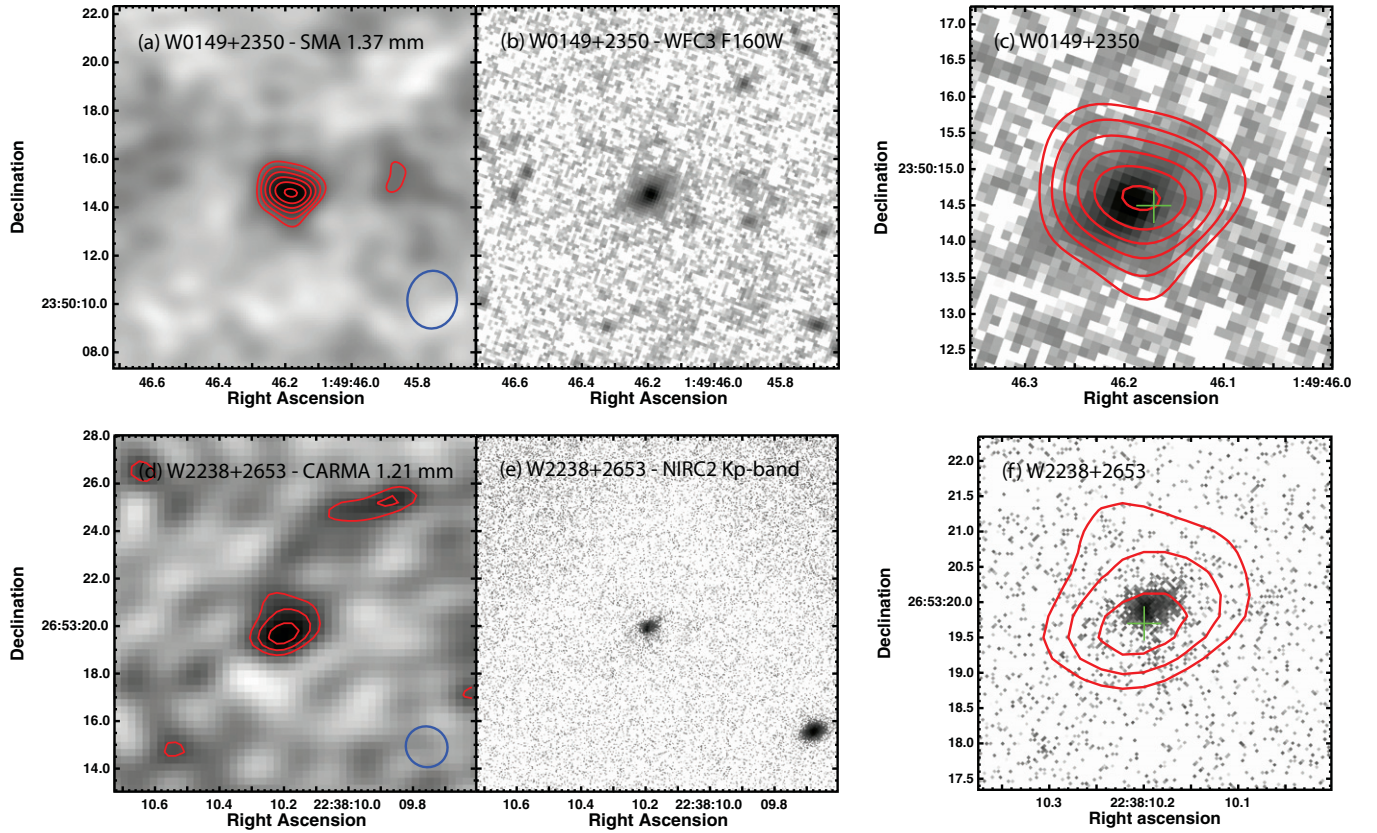 (a) W0149+2350 - SMA 1.37 mm
22.0
20.0
18.0
16.0
14.0
12.0
23:50:10.0
08.0
Declination
46.6 46.4 46.2 1:49:46.0 45.8
Right Ascension
(b) W0149+2350 - WFC3 F160W
46.6 46.4 46.2 1:49:46.0 45.8
Right Ascension
(c) W0149+2350
17.0
16.5
16.0
15.5
23:50:15.0
14.5
14.0
13.5
13.0
12.5
Declination
46.3 46.2 46.1 1:49:46.0
Right ascension
(d) W2238+2653 - CARMA 1.21 mm
28.0
26.0
24.0
22.0
26:53:20.0
18.0
16.0
14.0
Declination
10.6 10.4 10.2 22:38:10.0 09.8
Right Ascension
(e) W2238+2653 - NIRC2 Kp-band
10.6 10.4 10.2 22:38:10.0 09.8
Right Ascension
(f) W2238+2653
22.0
21.5
21.0
20.5
26:53:20.0
19.5
19.0
18.5
18.0
17.5
Declination
10.3 22:38:10.2 10.1
Right ascension